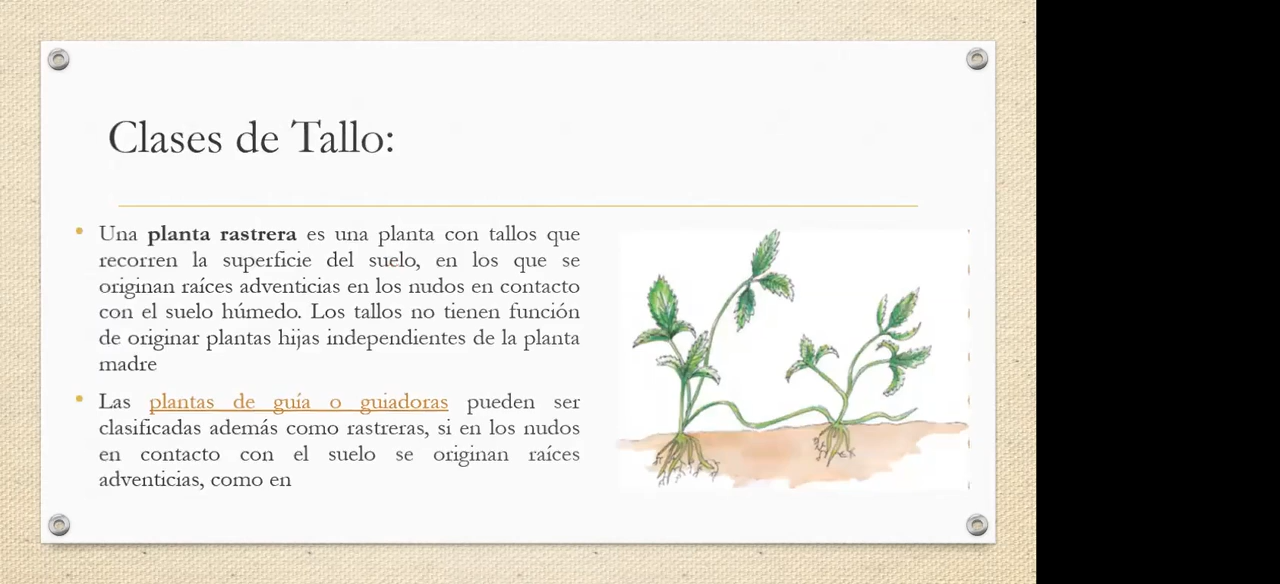 Clases de Tallo:
Una planta rastrera es una planta con tallos que
recorren la superficie del suelo, en los que se
originan raíces adventicias en los nudos en contacto
con el suelo húmedo. Los tallos no tienen función
de originar plantas hijas independientes de la planta
madre
Las plantas de guía o guiadoras pueden ser
clasificadas además como rastreras, si en los nudos
en contacto con el suelo se originan raíces
adventicias, como en